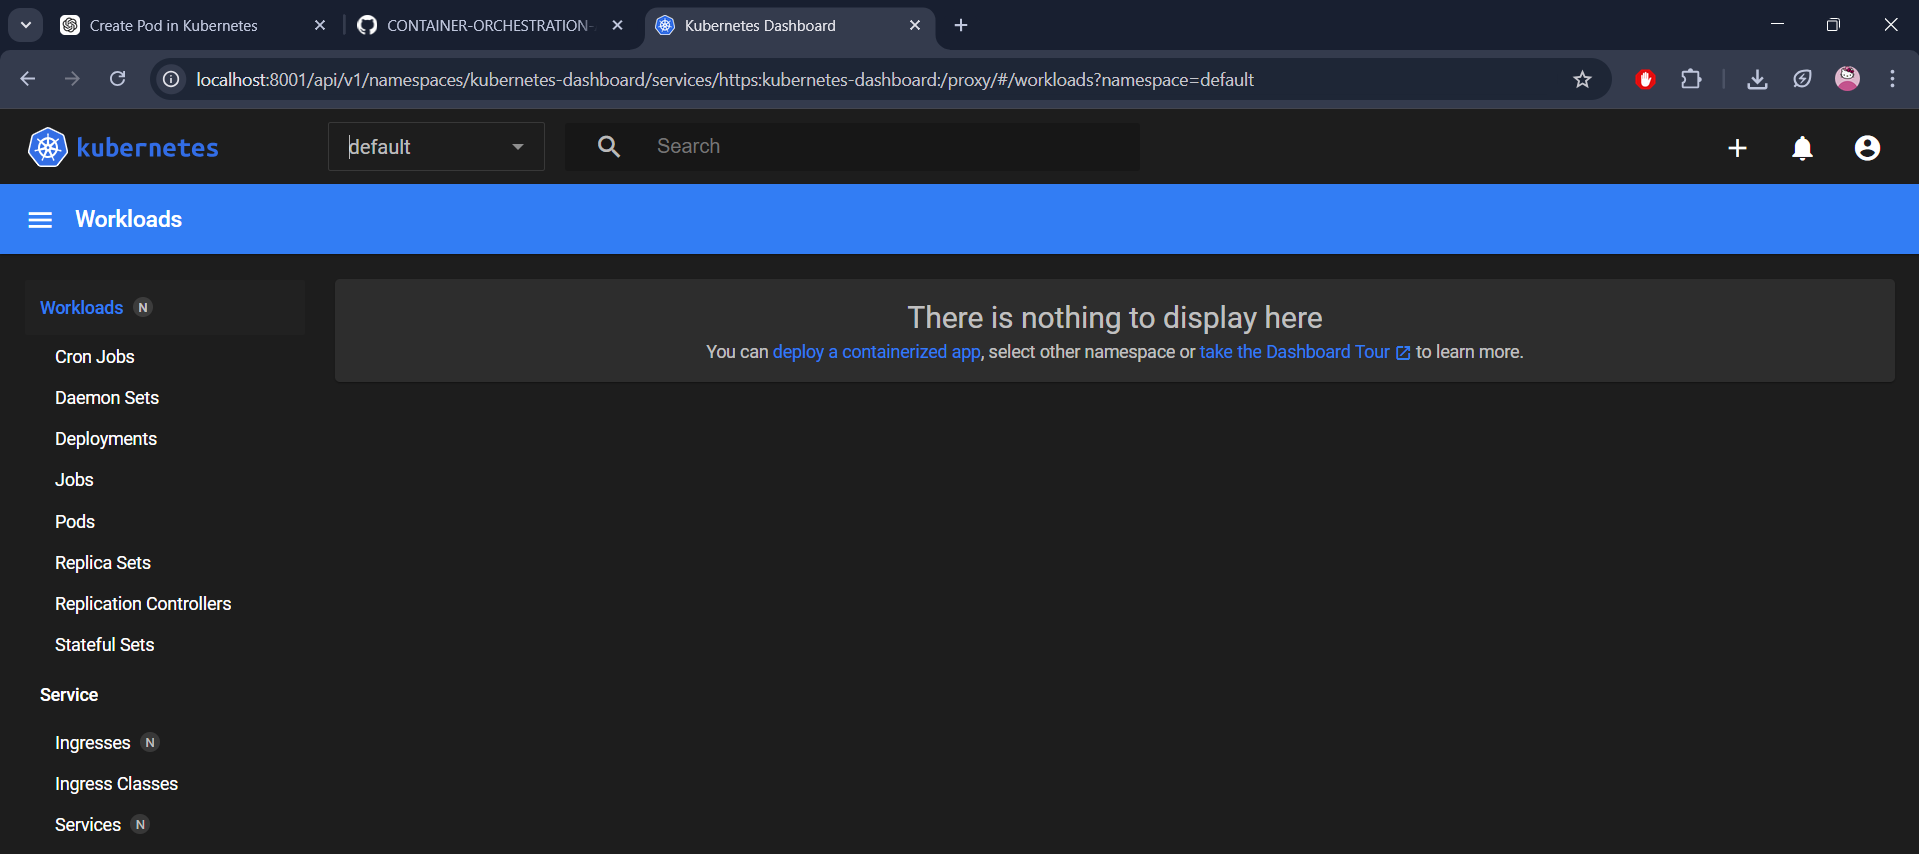 Create Pod in Kubernetes
CONTAINER-ORCHESTRATION-
Kubernetes Dashboard
localhost:8001/api/v1/namespaces/kubernetes-dashboard/services/https:kubernetes-dashboard:/proxy/#/workloads?namespace=default
kubernetes
default
Search
Workloads
Workloads N
There is nothing to display here
You can deploy a containerized app, select other namespace or take the Dashboard Tour to learn more.
Cron Jobs
Daemon Sets
Deployments
Jobs
Pods
Replica Sets
Replication Controllers
Stateful Sets
Service
Ingresses N
Ingress Classes
Services N